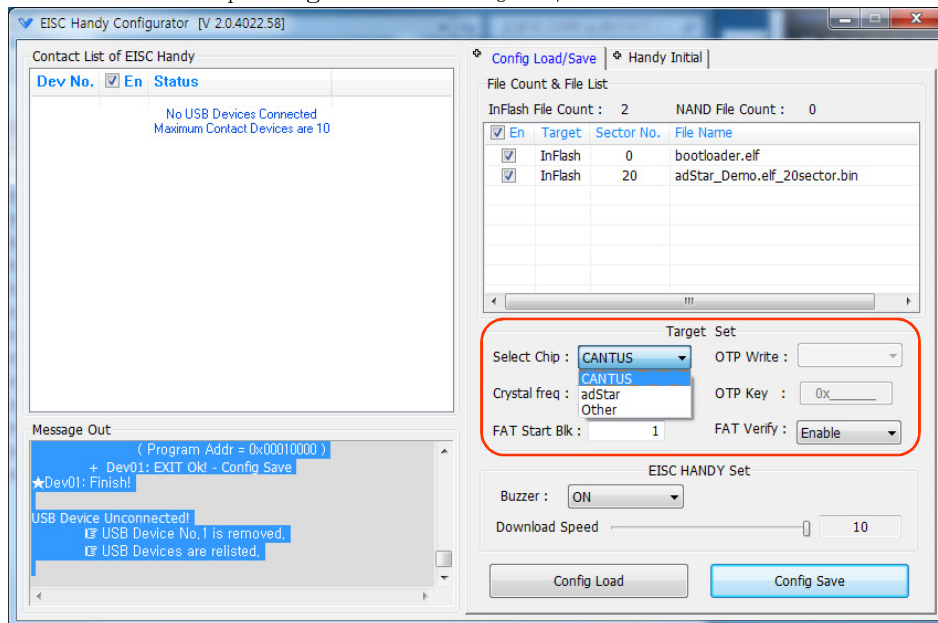 EISC Handy Configurator [V 2.0.4022.58]
Contact List of EISC Handy
Dev No. En Status
No USB Devices Connected
Maximum Contact Devices are 10
Message Out
( Program Addr = 0x00010000 )
+ Dev01: EXIT Ok! - Config Save
★Dev01: Finish!
USB Device Unconnected!
☞ USB Device No,1 is removed,
☞ USB Devices are relisted,
Config Load/Save Handy Initial
File Count & File List
InFlash File Count : 2 NAND File Count : 0
En Target Sector No. File Name
InFlash 0 bootloader.elf
InFlash 20 adStar_Demo.elf_20sector.bin
Target Set
Select Chip : CANTUS OTP Write :
CANTUS
adStar
Other
Crystal freq : OTP Key : 0x______
FAT Start Blk : 1 FAT Verify : Enable
EISC HANDY Set
Buzzer : ON
Download Speed 10
Config Load Config Save